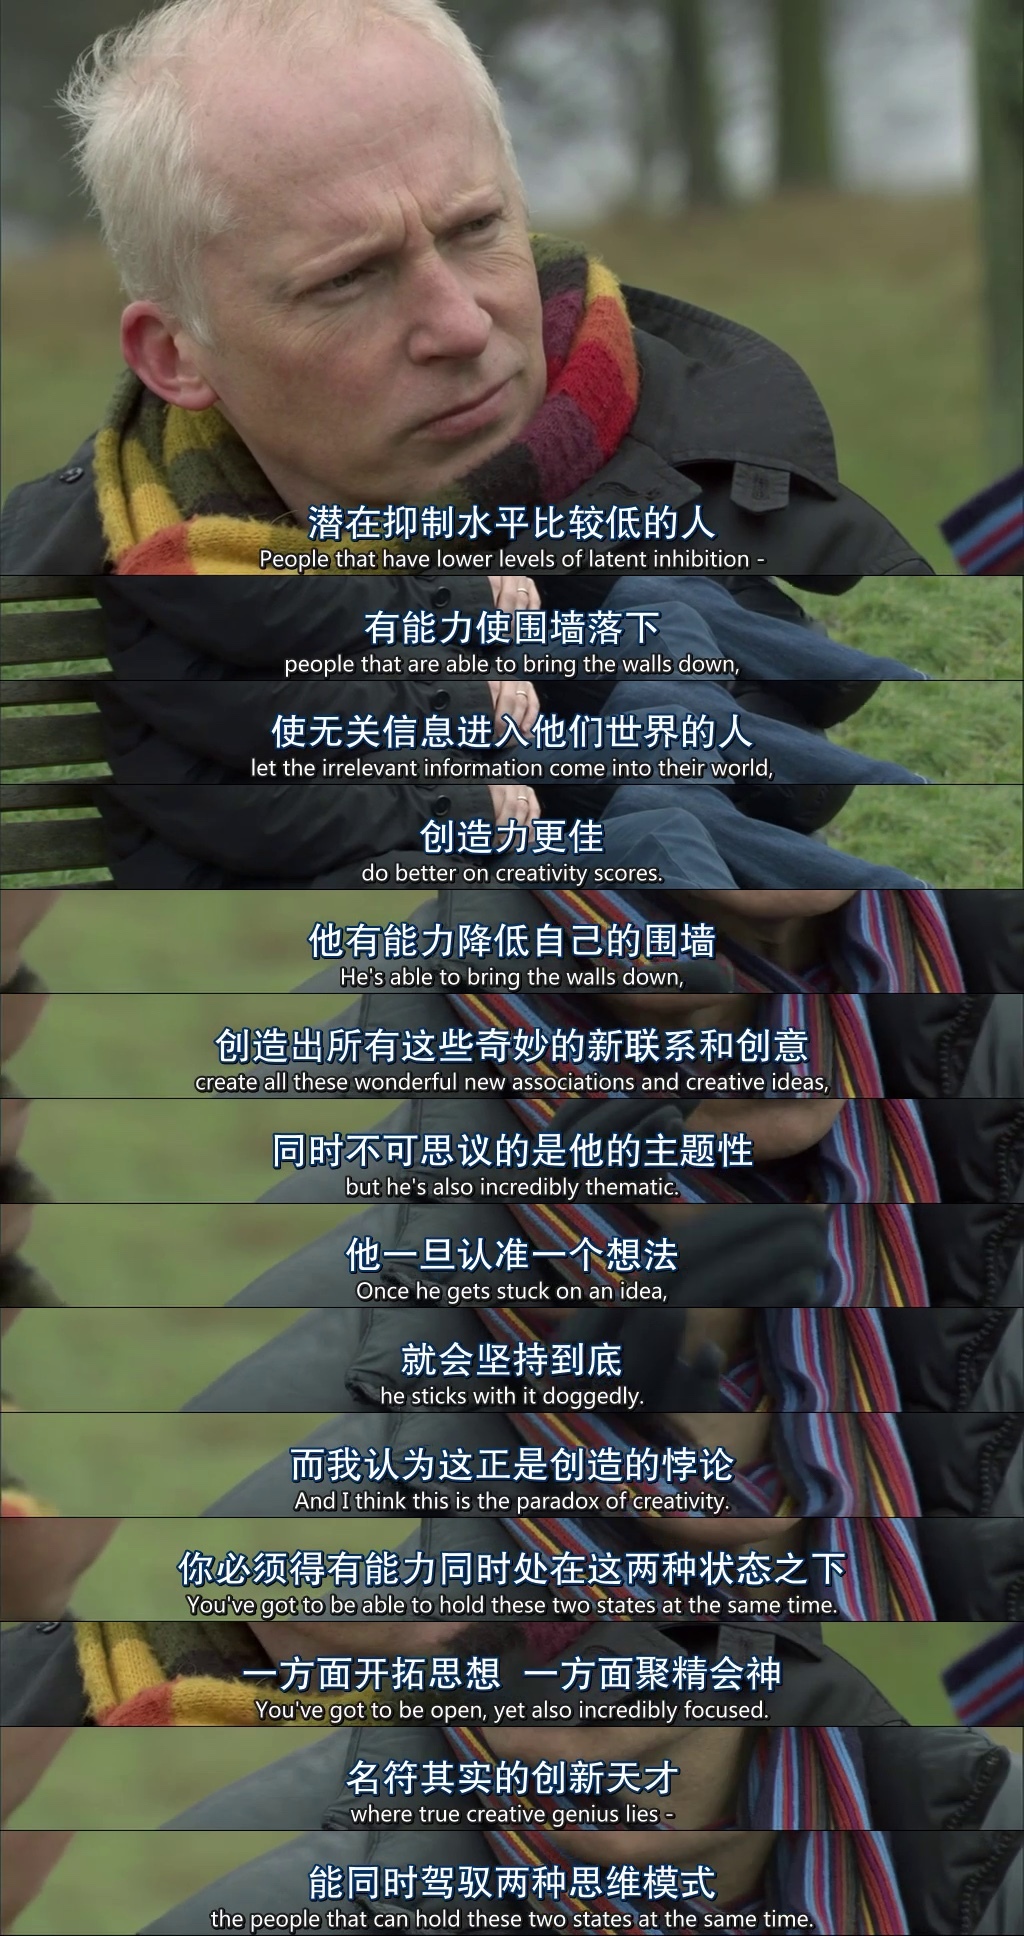 潜在抑制水平比较低的人
People that have lower levels of latent inhibition -
有能力使围墙落下
people that are able to bring the walls down,
使无关信息进入他们世界的人
let the irrelevant information come into their world,
创造力更佳
do better on creativity scores.
他有能力降低自己的围墙
He's able to bring the walls down,
创造出所有这些奇妙的新联系和创意
create all these wonderful new associations and creative ideas,
同时不可思议的是他的主题性
but he's also incredibly thematic.
他一旦认准一个想法
Once he gets stuck on an idea,
就会坚持到底
he sticks with it doggedly.
而我认为这正是创造的悖论
And I think this is the paradox of creativity.
你必须得有能力同时处在这两种状态之下
You've got to be able to hold these two states at the same time.
一方面开拓思想 一方面聚精会神
You've got to be open, yet also incredibly focused.
名符其实的创新天才
where true creative genius lies -
能同时驾驭两种思维模式
the people that can hold these two states at the same time.